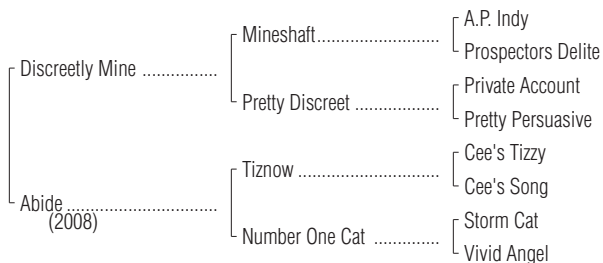 A.P. Indy
Mineshaft..........................
Prospectors Delite
Discreetly Mine ................
Private Account
Pretty Discreet ..................
Pretty Persuasive
Cee's Tizzy
Tiznow ..............................
Cee's Song
Abide ................................
(2008)
Storm Cat
Number One Cat ..............
Vivid Angel